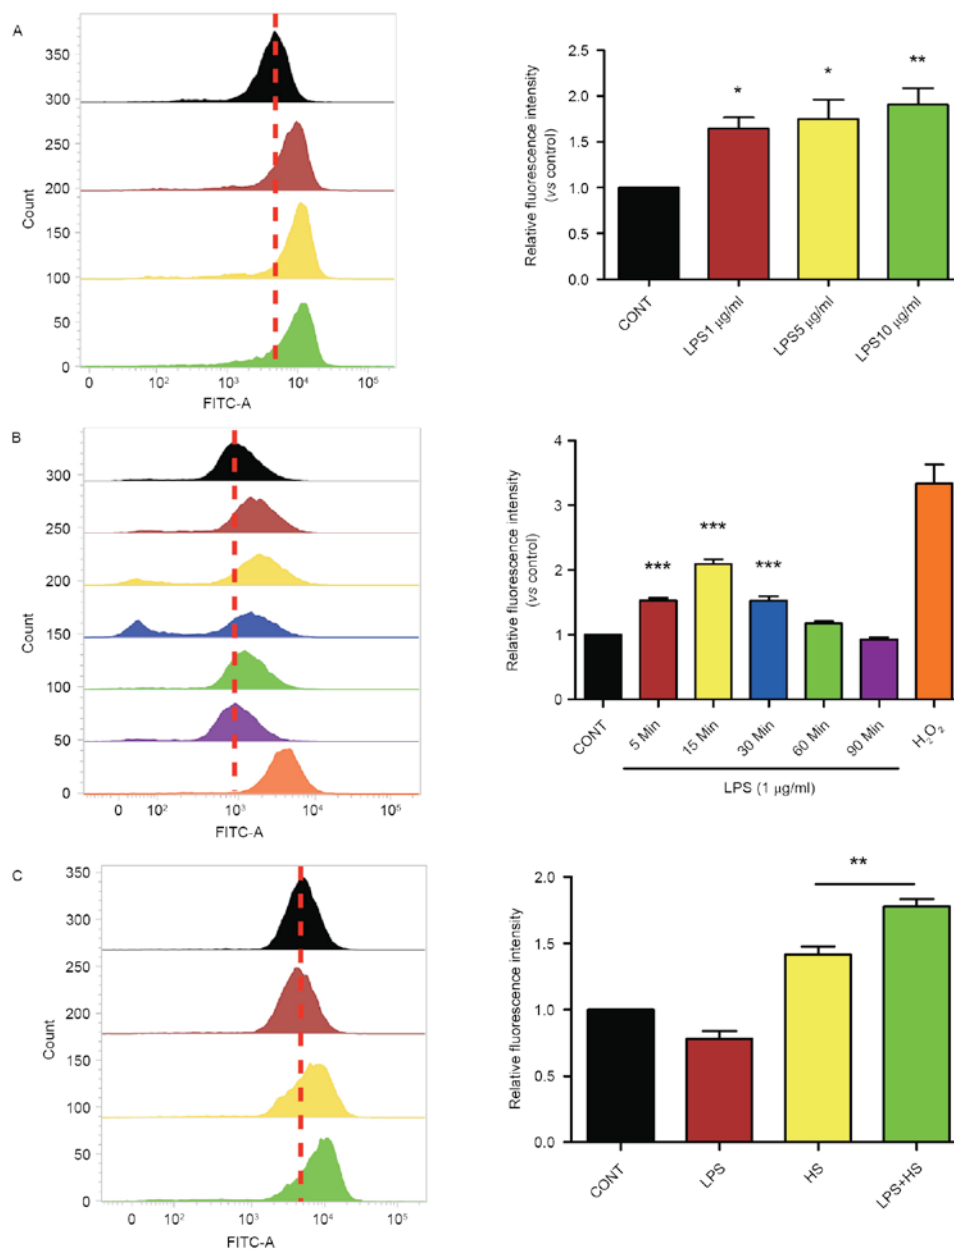 A
350
300
250
200
150
100
50
0
Count
0 10² 10³ 10⁴ 10⁵
FITC-A
Relative fluorescence intensity
(vs control)
2.5
2.0
1.5
1.0
0.5
0.0
* * **
CONT LPS1 µg/ml LPS5 µg/ml LPS10 µg/ml
B
300
250
200
150
100
50
0
Count
0 10² 10³ 10⁴ 10⁵
FITC-A
Relative fluorescence intensity
(vs control)
4
3
2
1
0
*** *** ***
CONT 5 Min 15 Min 30 Min 60 Min 90 Min H₂O₂
LPS (1 µg/ml)
C
350
300
250
200
150
100
50
0
Count
0 10² 10³ 10⁴ 10⁵
FITC-A
Relative fluorescence intensity
2.0
1.5
1.0
0.5
0.0
**
CONT LPS HS LPS+HS